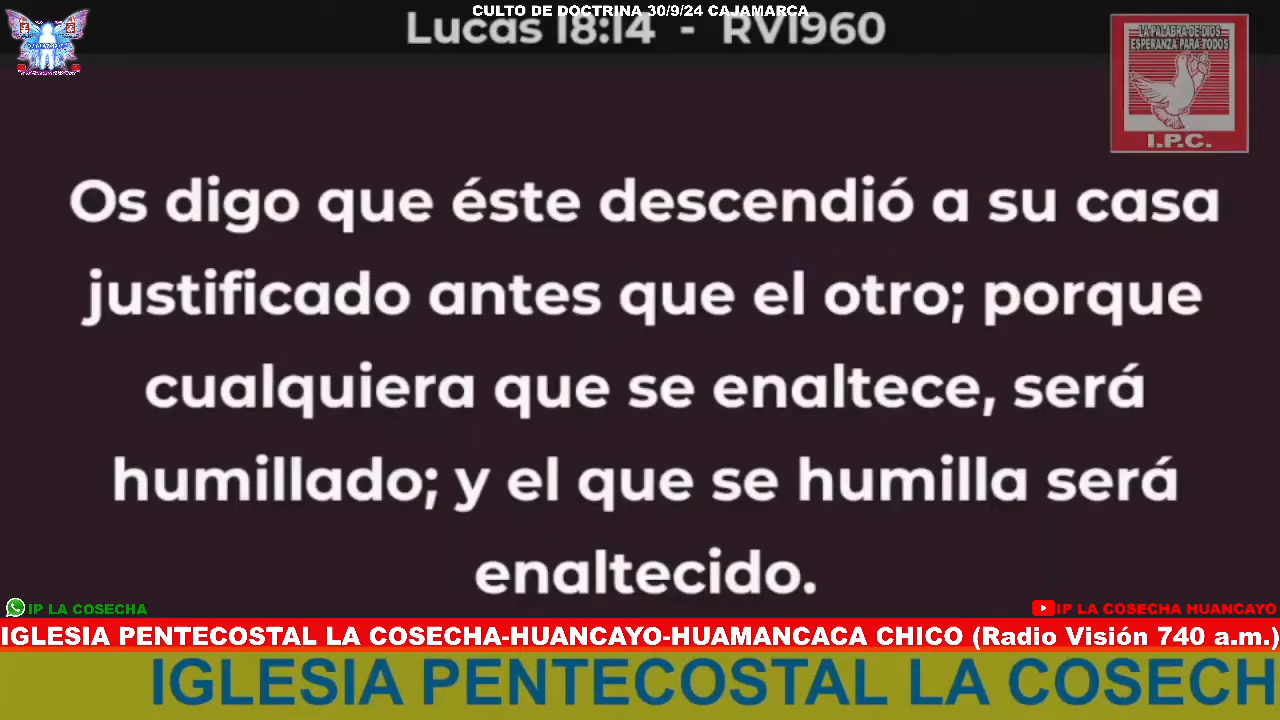 CULTO DE DOCTRINA 30/9/24 CAJAMARCA
Lucas 18:14 - RV1960
LA PALABRA DE DIOS
ESPERANZA PARA TODOS
I.P.C.
Os digo que éste descendió a su casa
justificado antes que el otro; porque
cualquiera que se enaltece, será
humillado; y el que se humilla será
enaltecido.
IP LA COSECHA
IP LA COSECHA HUANCAYO
IGLESIA PENTECOSTAL LA COSECHA-HUANCAYO-HUAMANCACA CHICO (Radio Visión 740 a.m.)
IGLESIA PENTECOSTAL LA COSECH